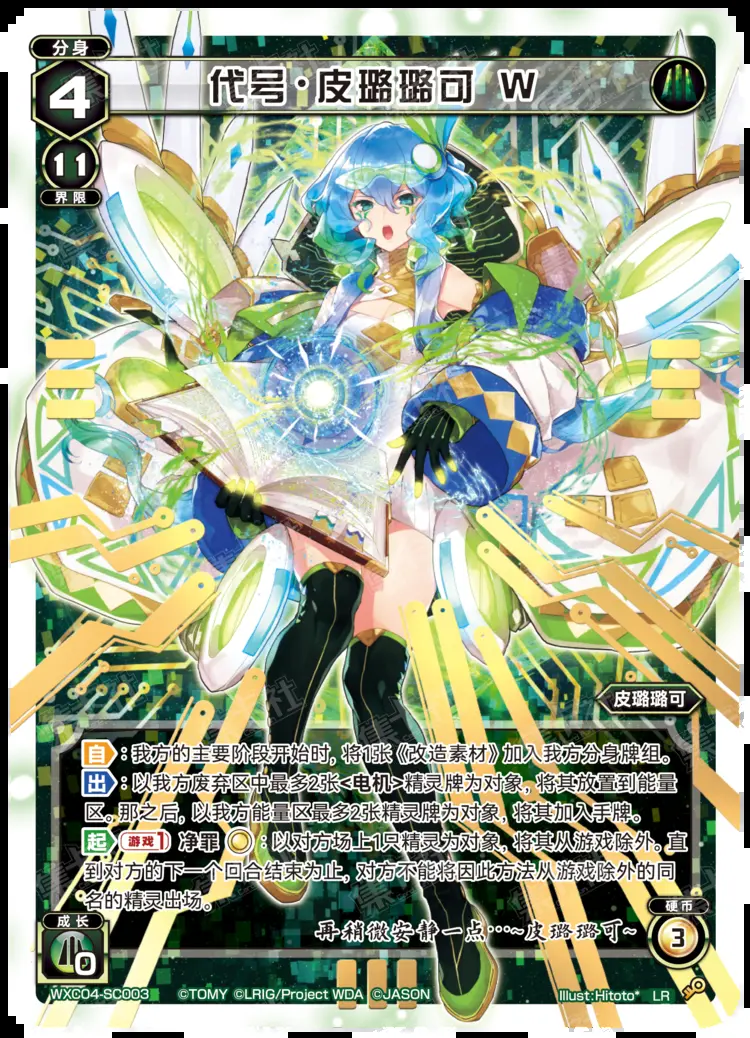 分身
4
代号·皮璐璐可 W
11
界限
皮璐璐可
自：我方的主要阶段开始时，将1张《改造素材》加入我方分身牌组。
出：以我方废弃区中最多2张<电机>精灵牌为对象，将其放置到能量
区。那之后，以我方能量区最多2张精灵牌为对象，将其加入手牌。
起 游戏1 净罪：以对方场上1只精灵为对象，将其从游戏除外。直
到对方的下一个回合结束为止，对方不能将因此方法从游戏除外的同
名的精灵出场。
再稍微安静一点…~皮璐璐可~
成长
0
硬币
3
WXC04-SC003 ©TOMY ©LRIG/Project WDA ©JASON Illust:Hitoto* LR